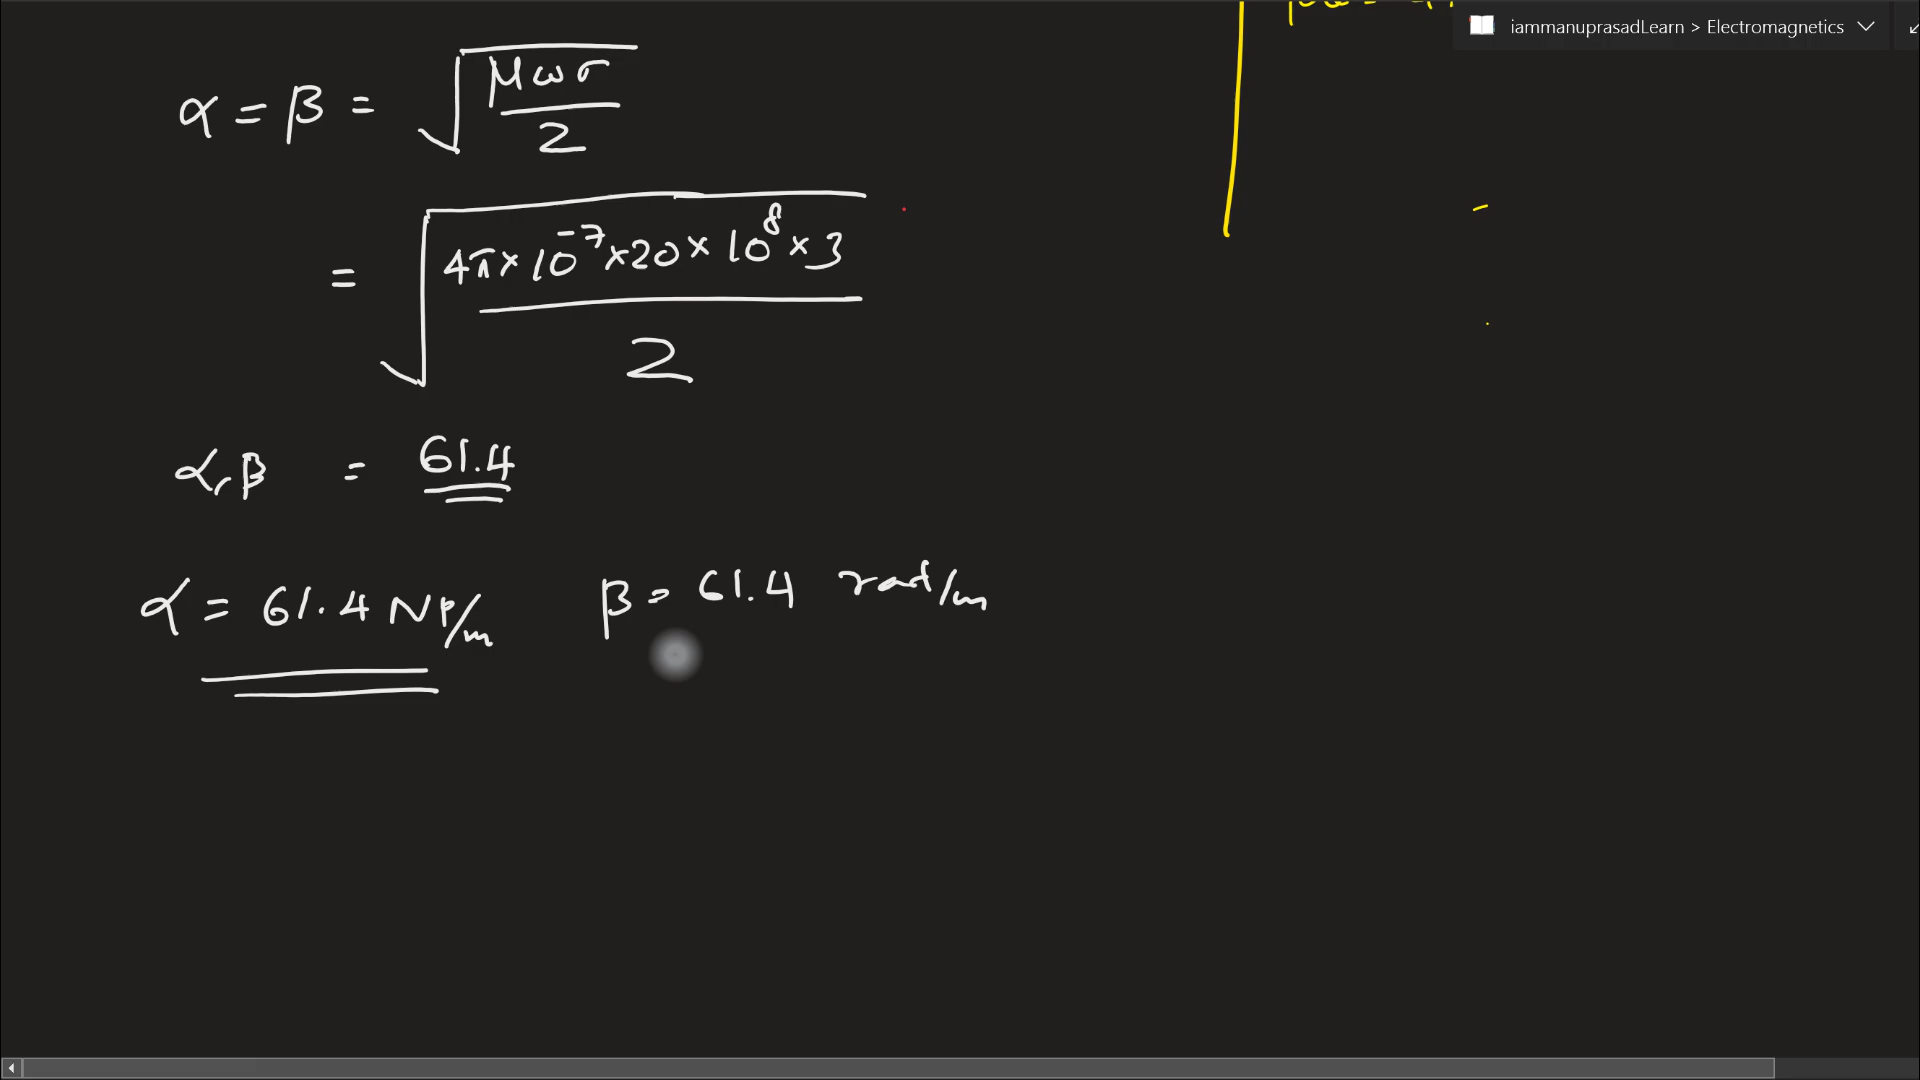 iammanuprasadLearn > Electromagnetics
α = β = √(μωσ/2)
= √(4π×10⁻⁷×20×10⁸×3/2)
α, β = 61.4
α = 61.4 Np/m β = 61.4 rad/m